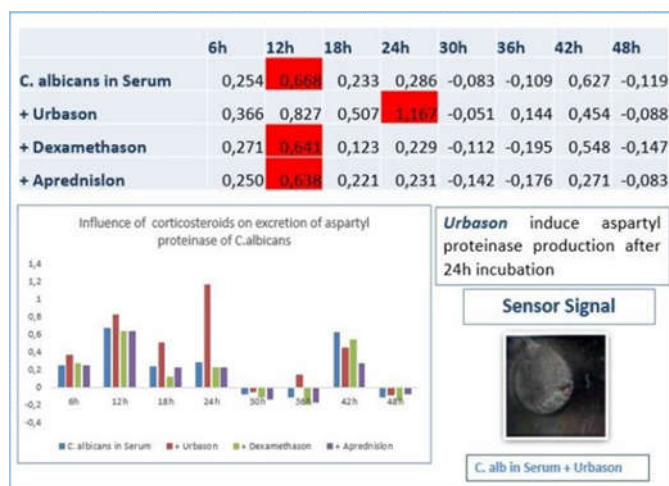 6h 12h 18h 24h 30h 36h 42h 48h
C. albicans in Serum 0,254 0,668 0,233 0,286 -0,083 -0,109 0,627 -0,119
+ Urbason 0,366 0,827 0,507 1,167 -0,051 0,144 0,454 -0,088
+ Dexamethason 0,271 0,641 0,123 0,229 -0,112 -0,195 0,548 -0,147
+ Aprednislon 0,250 0,638 0,221 0,231 -0,142 -0,176 0,271 -0,083
Influence of corticosteroids on excretion of aspartyl
proteinase of C.albicans
1,4
1,2
1
0,8
0,6
0,4
0,2
0
-0,2
-0,4
6h 12h 18h 24h 30h 36h 42h 48h
C. albicans in Serum + Urbason + Dexamethason + Aprednislon
Urbason induce aspartyl
proteinase production after
24h incubation
Sensor Signal
C. alb in Serum + Urbason